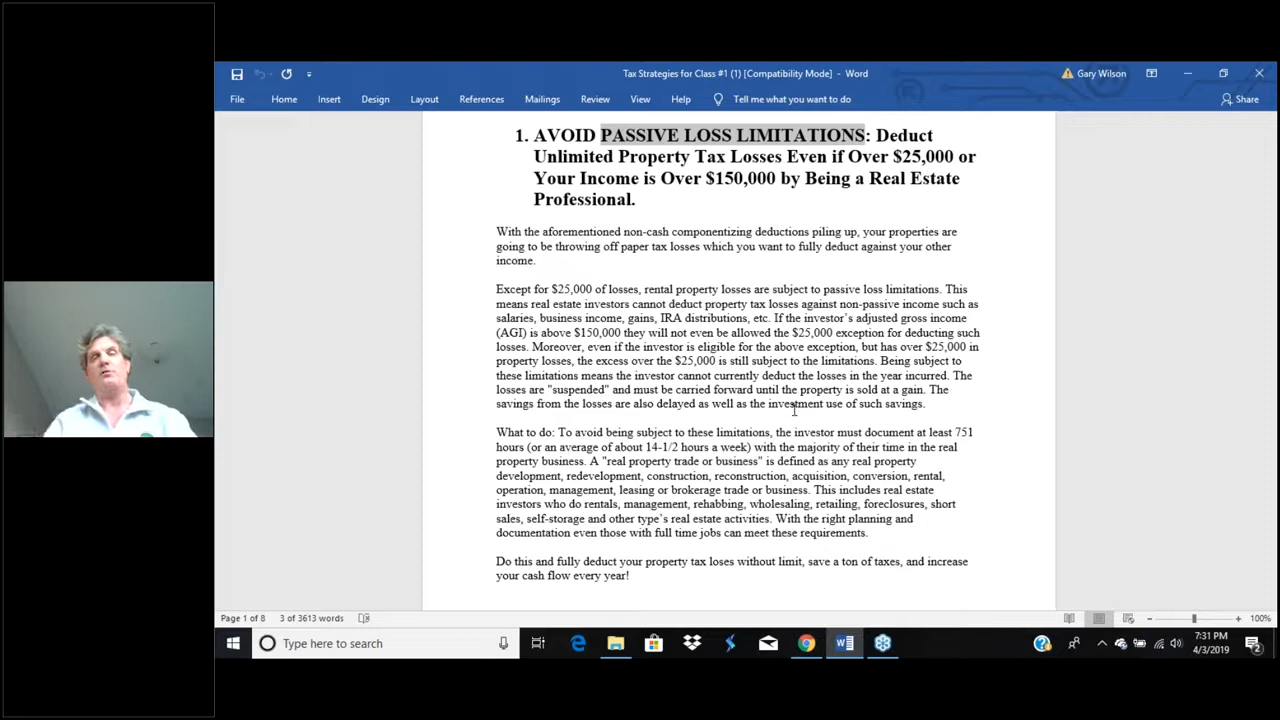 Tax Strategies for Class #1 (1) [Compatibility Mode] - Word
Gary Wilson
File Home Insert Design Layout References Mailings Review View Help Tell me what you want to do Share
1. AVOID PASSIVE LOSS LIMITATIONS: Deduct
Unlimited Property Tax Losses Even if Over $25,000 or
Your Income is Over $150,000 by Being a Real Estate
Professional.
With the aforementioned non-cash componentizing deductions piling up, your properties are
going to be throwing off paper tax losses which you want to fully deduct against your other
income.
Except for $25,000 of losses, rental property losses are subject to passive loss limitations. This
means real estate investors cannot deduct property tax losses against non-passive income such as
salaries, business income, gains, IRA distributions, etc. If the investor's adjusted gross income
(AGI) is above $150,000 they will not even be allowed the $25,000 exception for deducting such
losses. Moreover, even if the investor is eligible for the above exception, but has over $25,000 in
property losses, the excess over the $25,000 is still subject to the limitations. Being subject to
these limitations means the investor cannot currently deduct the losses in the year incurred. The
losses are "suspended" and must be carried forward until the property is sold at a gain. The
savings from the losses are also delayed as well as the investment use of such savings.
What to do: To avoid being subject to these limitations, the investor must document at least 751
hours (or an average of about 14-1/2 hours a week) with the majority of their time in the real
property business. A "real property trade or business" is defined as any real property
development, redevelopment, construction, reconstruction, acquisition, conversion, rental,
operation, management, leasing or brokerage trade or business. This includes real estate
investors who do rentals, management, rehabbing, wholesaling, retailing, foreclosures, short
sales, self-storage and other type's real estate activities. With the right planning and
documentation even those with full time jobs can meet these requirements.
Do this and fully deduct your property tax loses without limit, save a ton of taxes, and increase
your cash flow every year!
Page 1 of 8 3 of 3613 words 100%
Type here to search
7:31 PM
4/3/2019
2